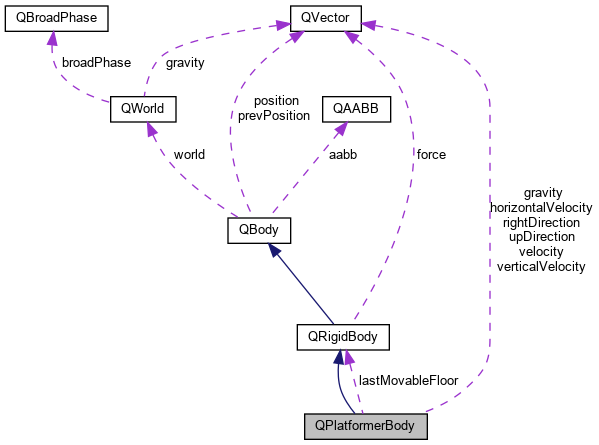 QBroadPhase
QVector
broadPhase
gravity
QWorld
position
prevPosition
QAABB
world
aabb
force
gravity
horizontalVelocity
rightDirection
upDirection
velocity
verticalVelocity
QBody
QRigidBody
lastMovableFloor
QPlatformerBody